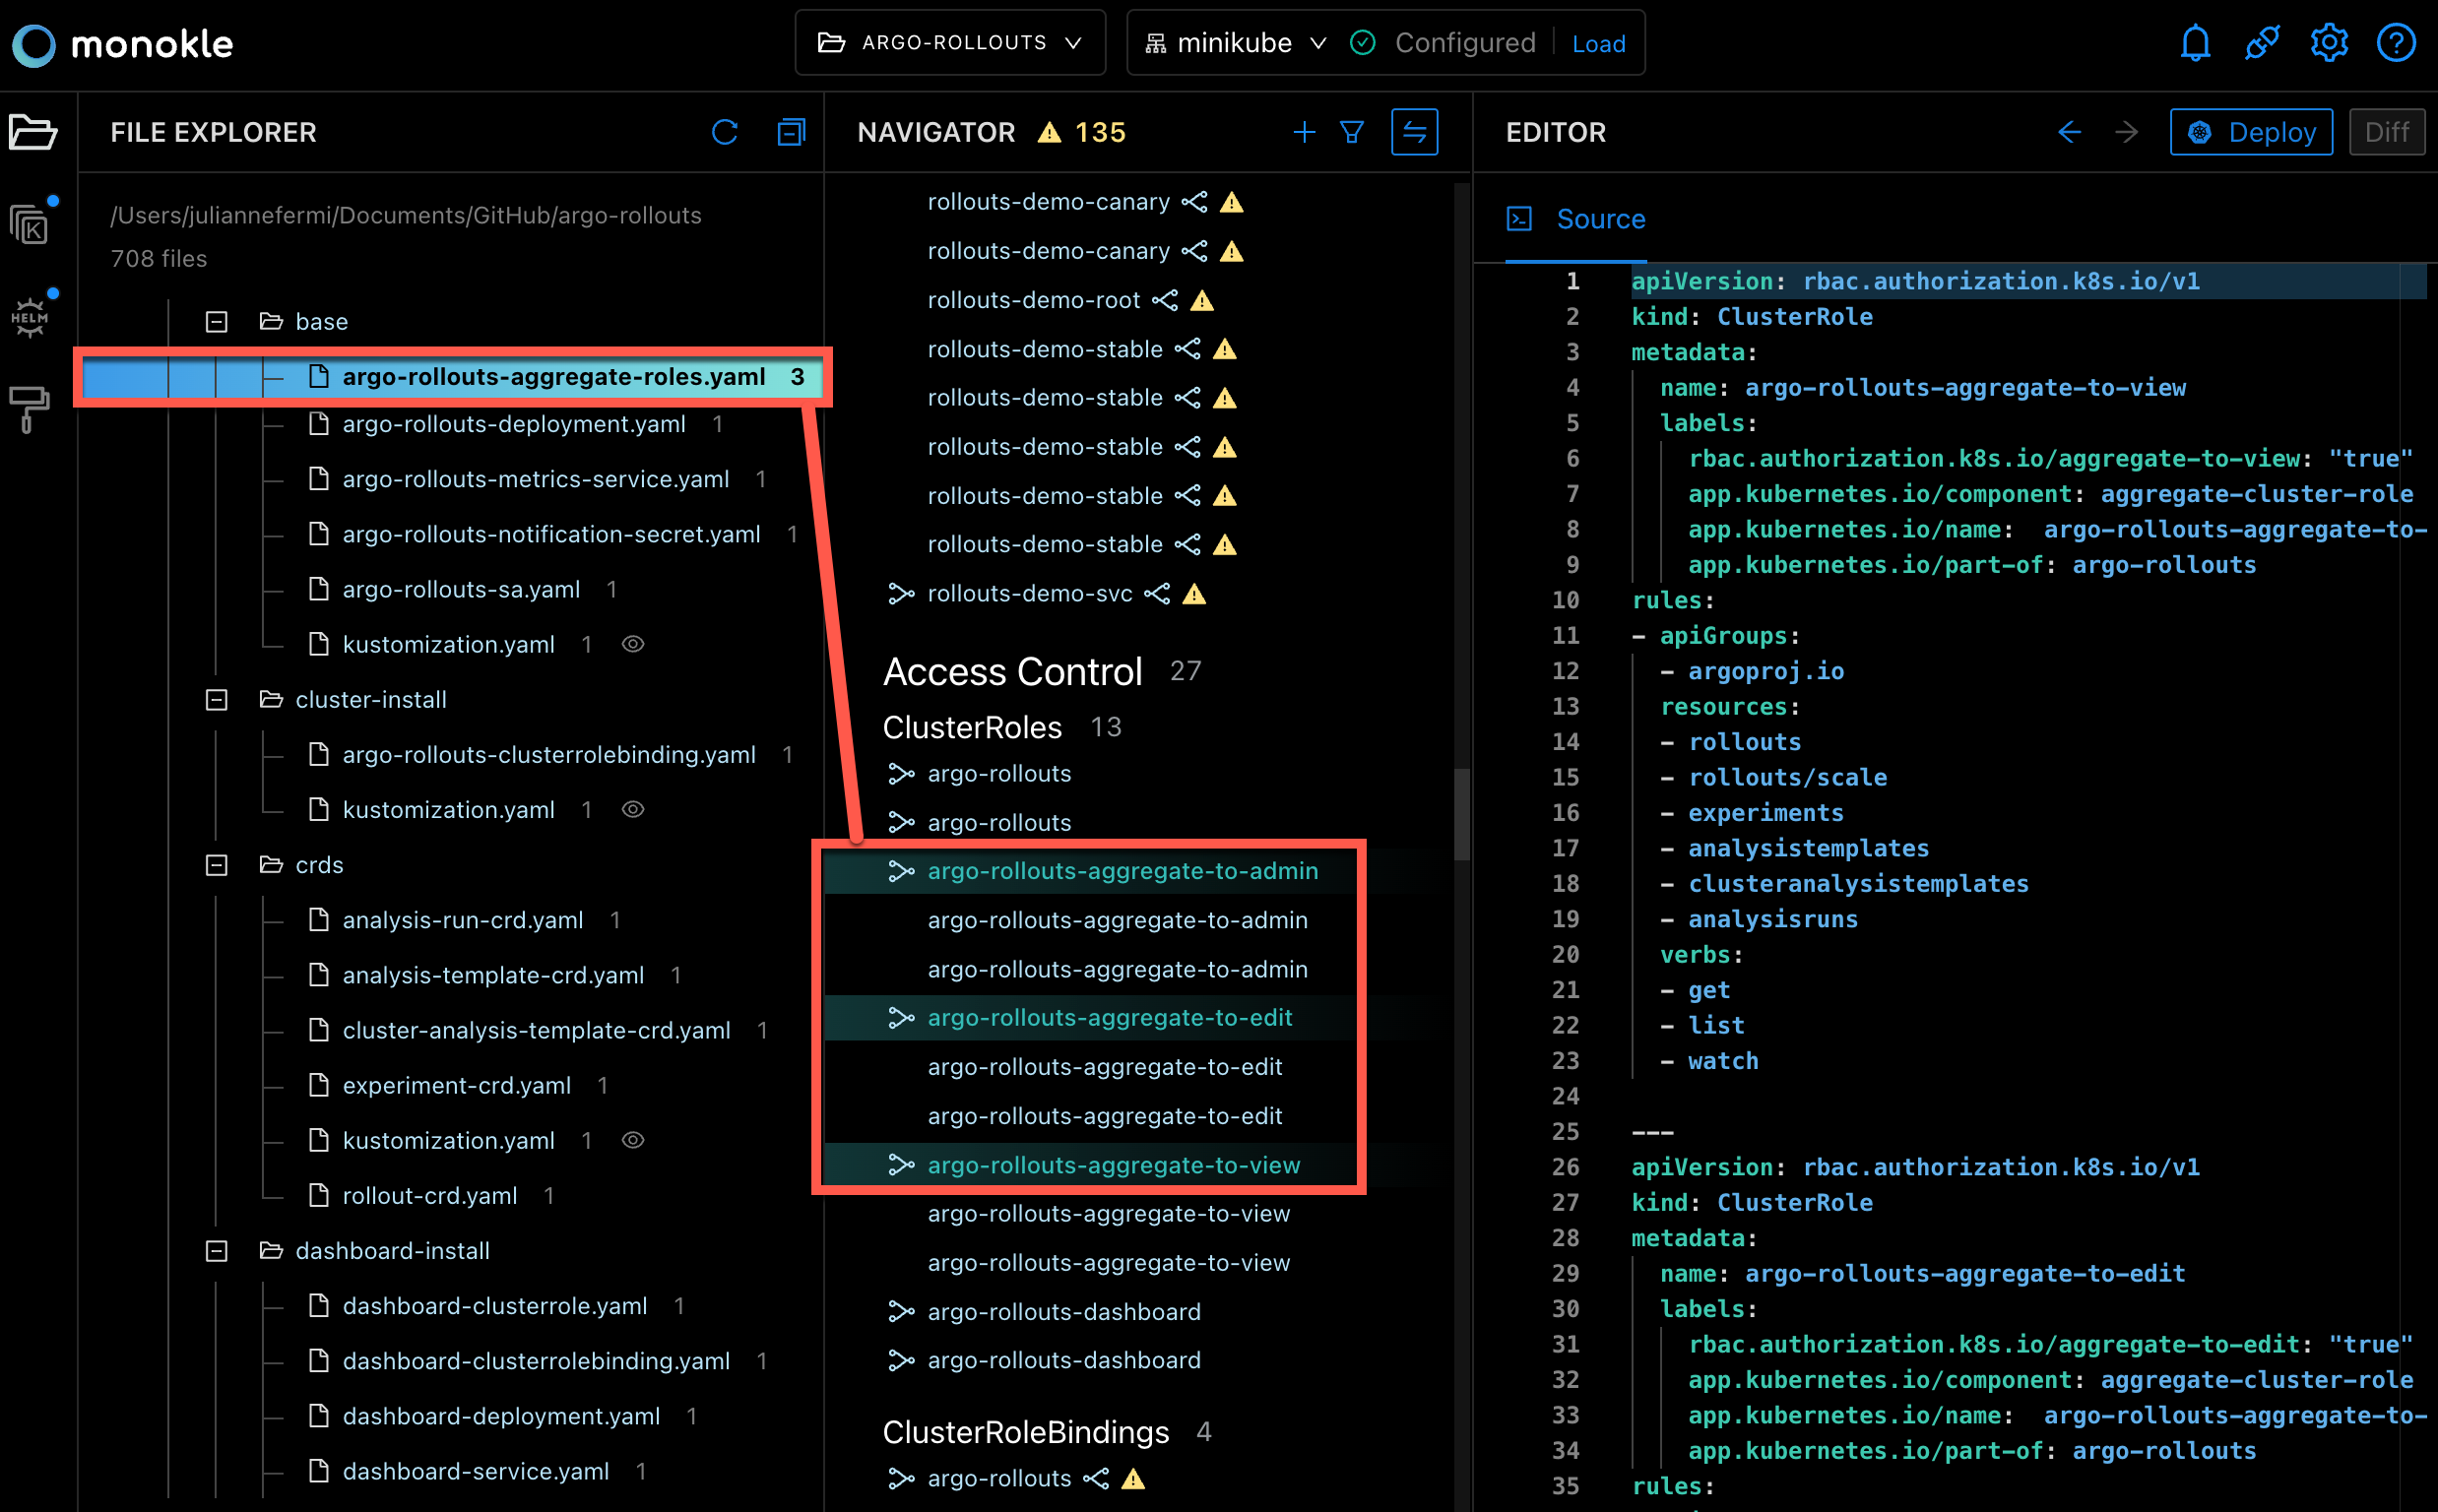 monokle
ARGO-ROLLOUTS
minikube
Configured
Load
FILE EXPLORER
/Users/juliannefermi/Documents/GitHub/argo-rollouts
708 files
base
argo-rollouts-aggregate-roles.yaml 3
argo-rollouts-deployment.yaml 1
argo-rollouts-metrics-service.yaml 1
argo-rollouts-notification-secret.yaml 1
argo-rollouts-sa.yaml 1
kustomization.yaml 1
cluster-install
argo-rollouts-clusterrolebinding.yaml 1
kustomization.yaml 1
crds
analysis-run-crd.yaml 1
analysis-template-crd.yaml 1
cluster-analysis-template-crd.yaml 1
experiment-crd.yaml 1
kustomization.yaml 1
rollout-crd.yaml 1
dashboard-install
dashboard-clusterrole.yaml 1
dashboard-clusterrolebinding.yaml 1
dashboard-deployment.yaml 1
dashboard-service.yaml 1
K
HELM
NAVIGATOR 135
rollouts-demo-canary
rollouts-demo-canary
rollouts-demo-root
rollouts-demo-stable
rollouts-demo-stable
rollouts-demo-stable
rollouts-demo-stable
rollouts-demo-stable
rollouts-demo-svc
Access Control 27
ClusterRoles 13
argo-rollouts
argo-rollouts
argo-rollouts-aggregate-to-admin
argo-rollouts-aggregate-to-admin
argo-rollouts-aggregate-to-admin
argo-rollouts-aggregate-to-edit
argo-rollouts-aggregate-to-edit
argo-rollouts-aggregate-to-edit
argo-rollouts-aggregate-to-view
argo-rollouts-aggregate-to-view
argo-rollouts-aggregate-to-view
argo-rollouts-dashboard
argo-rollouts-dashboard
ClusterRoleBindings 4
argo-rollouts
EDITOR
Deploy
Diff
Source
1 apiVersion: rbac.authorization.k8s.io/v1
2 kind: ClusterRole
3 metadata:
4 name: argo-rollouts-aggregate-to-view
5 labels:
6 rbac.authorization.k8s.io/aggregate-to-view: "true"
7 app.kubernetes.io/component: aggregate-cluster-role
8 app.kubernetes.io/name: argo-rollouts-aggregate-to-
9 app.kubernetes.io/part-of: argo-rollouts
10 rules:
11 - apiGroups:
12 - argoproj.io
13 resources:
14 - rollouts
15 - rollouts/scale
16 - experiments
17 - analysistemplates
18 - clusteranalysistemplates
19 - analysisruns
20 verbs:
21 - get
22 - list
23 - watch
24
25 ---
26 apiVersion: rbac.authorization.k8s.io/v1
27 kind: ClusterRole
28 metadata:
29 name: argo-rollouts-aggregate-to-edit
30 labels:
31 rbac.authorization.k8s.io/aggregate-to-edit: "true"
32 app.kubernetes.io/component: aggregate-cluster-role
33 app.kubernetes.io/name: argo-rollouts-aggregate-to-
34 app.kubernetes.io/part-of: argo-rollouts
35 rules: